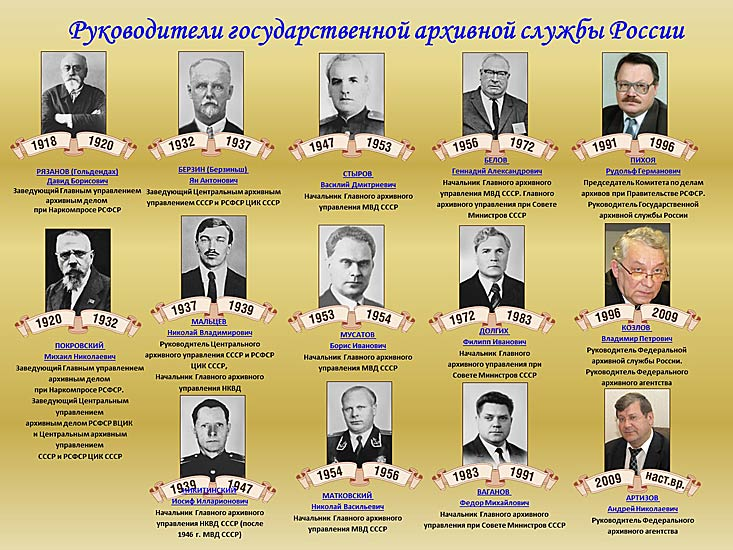 Руководители государственной архивной службы России
1918 1920
РЯЗАНОВ (Гольдендах)
Давид Борисович
Заведующий Главным управлением
архивным делом
при Наркомпросе РСФСР
1920 1932
ПОКРОВСКИЙ
Михаил Николаевич
Заведующий Главным управлением
архивным делом
при Наркомпросе РСФСР.
Заведующий Центральным
управлением
архивным делом РСФСР ВЦИК
и Центральным архивным
управлением
СССР и РСФСР ЦИК СССР
1932 1937
БЕРЗИН (Берзиньш)
Ян Антонович
Заведующий Центральным архивным
управлением СССР и РСФСР ЦИК СССР
1937 1939
МАЛЬЦЕВ
Николай Владимирович
Руководитель Центрального
архивного управления СССР и РСФСР
ЦИК СССР,
Начальник Главного архивного
управления НКВД
1939 1947
НИКИТИНСКИЙ
Иосиф Илларионович
Начальник Главного архивного
управления НКВД СССР (после
1946 г. МВД СССР)
1947 1953
СТЫРОВ
Василий Дмитриевич
Начальник Главного архивного
управления МВД СССР
1953 1954
МУСАТОВ
Борис Иванович
Начальник Главного архивного
управления МВД СССР
1954 1956
МАТКОВСКИЙ
Николай Васильевич
Начальник Главного архивного
управления МВД СССР
1956 1972
БЕЛОВ
Геннадий Александрович
Начальник Главного архивного
управления МВД СССР. Главного
архивного управления при Совете
Министров СССР
1972 1983
ДОЛГИХ
Филипп Иванович
Начальник Главного
архивного управления при
Совете Министров СССР
1983 1991
ВАГАНОВ
Федор Михайлович
Начальник Главного архивного
управления при Совете Министров СССР
1991 1996
ПИХОЯ
Рудольф Германович
Председатель Комитета по делам
архивов при Правительстве РСФСР.
Руководитель Государственной
архивной службы России
1996 2009
КОЗЛОВ
Владимир Петрович
Руководитель Федеральной
архивной службы России.
Руководитель Федерального
архивного агентства
2009 наст.вр.
АРТИЗОВ
Андрей Николаевич
Руководитель Федерального
архивного агентства